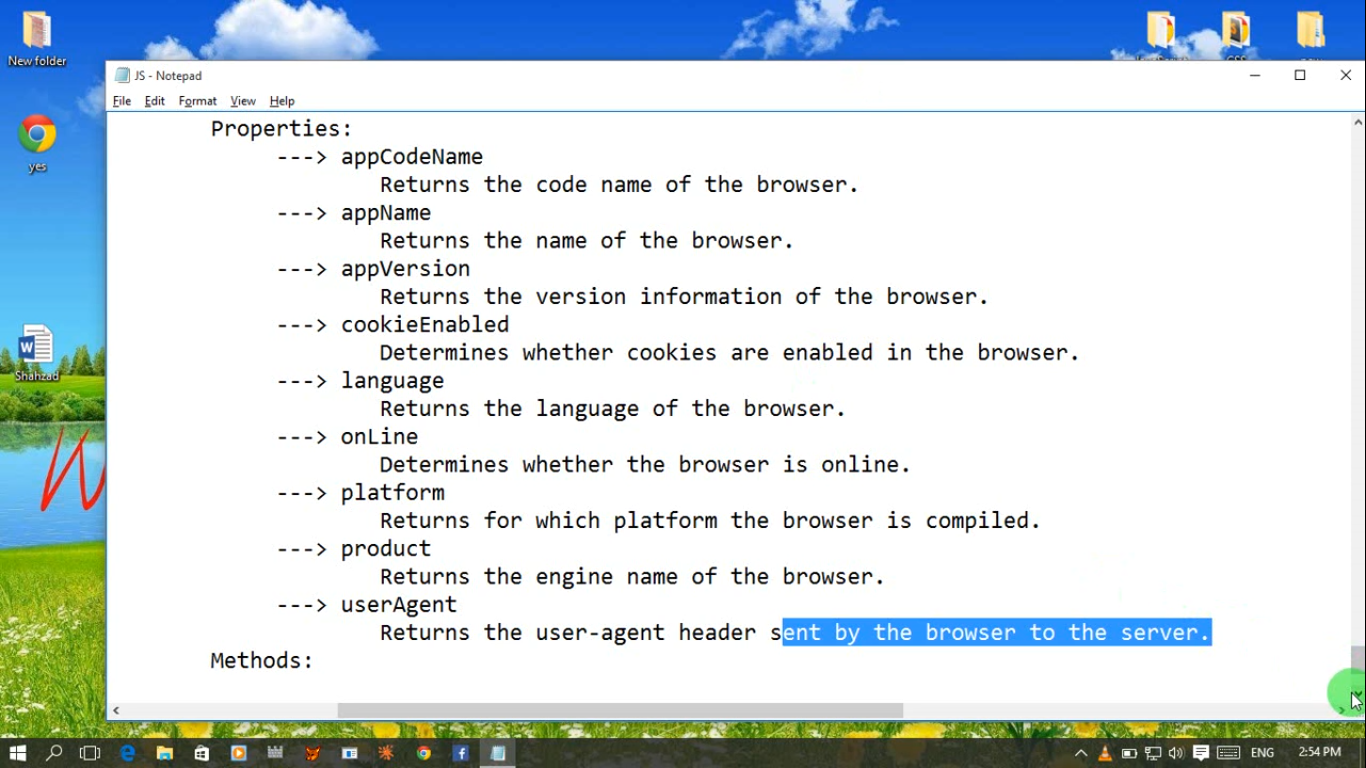 New folder
JS - Notepad
File Edit Format View Help
yes
Shahzad
Properties:
---> appCodeName
Returns the code name of the browser.
---> appName
Returns the name of the browser.
---> appVersion
Returns the version information of the browser.
---> cookieEnabled
Determines whether cookies are enabled in the browser.
---> language
Returns the language of the browser.
---> onLine
Determines whether the browser is online.
---> platform
Returns for which platform the browser is compiled.
---> product
Returns the engine name of the browser.
---> userAgent
Returns the user-agent header sent by the browser to the server.
Methods:
ENG 2:54 PM